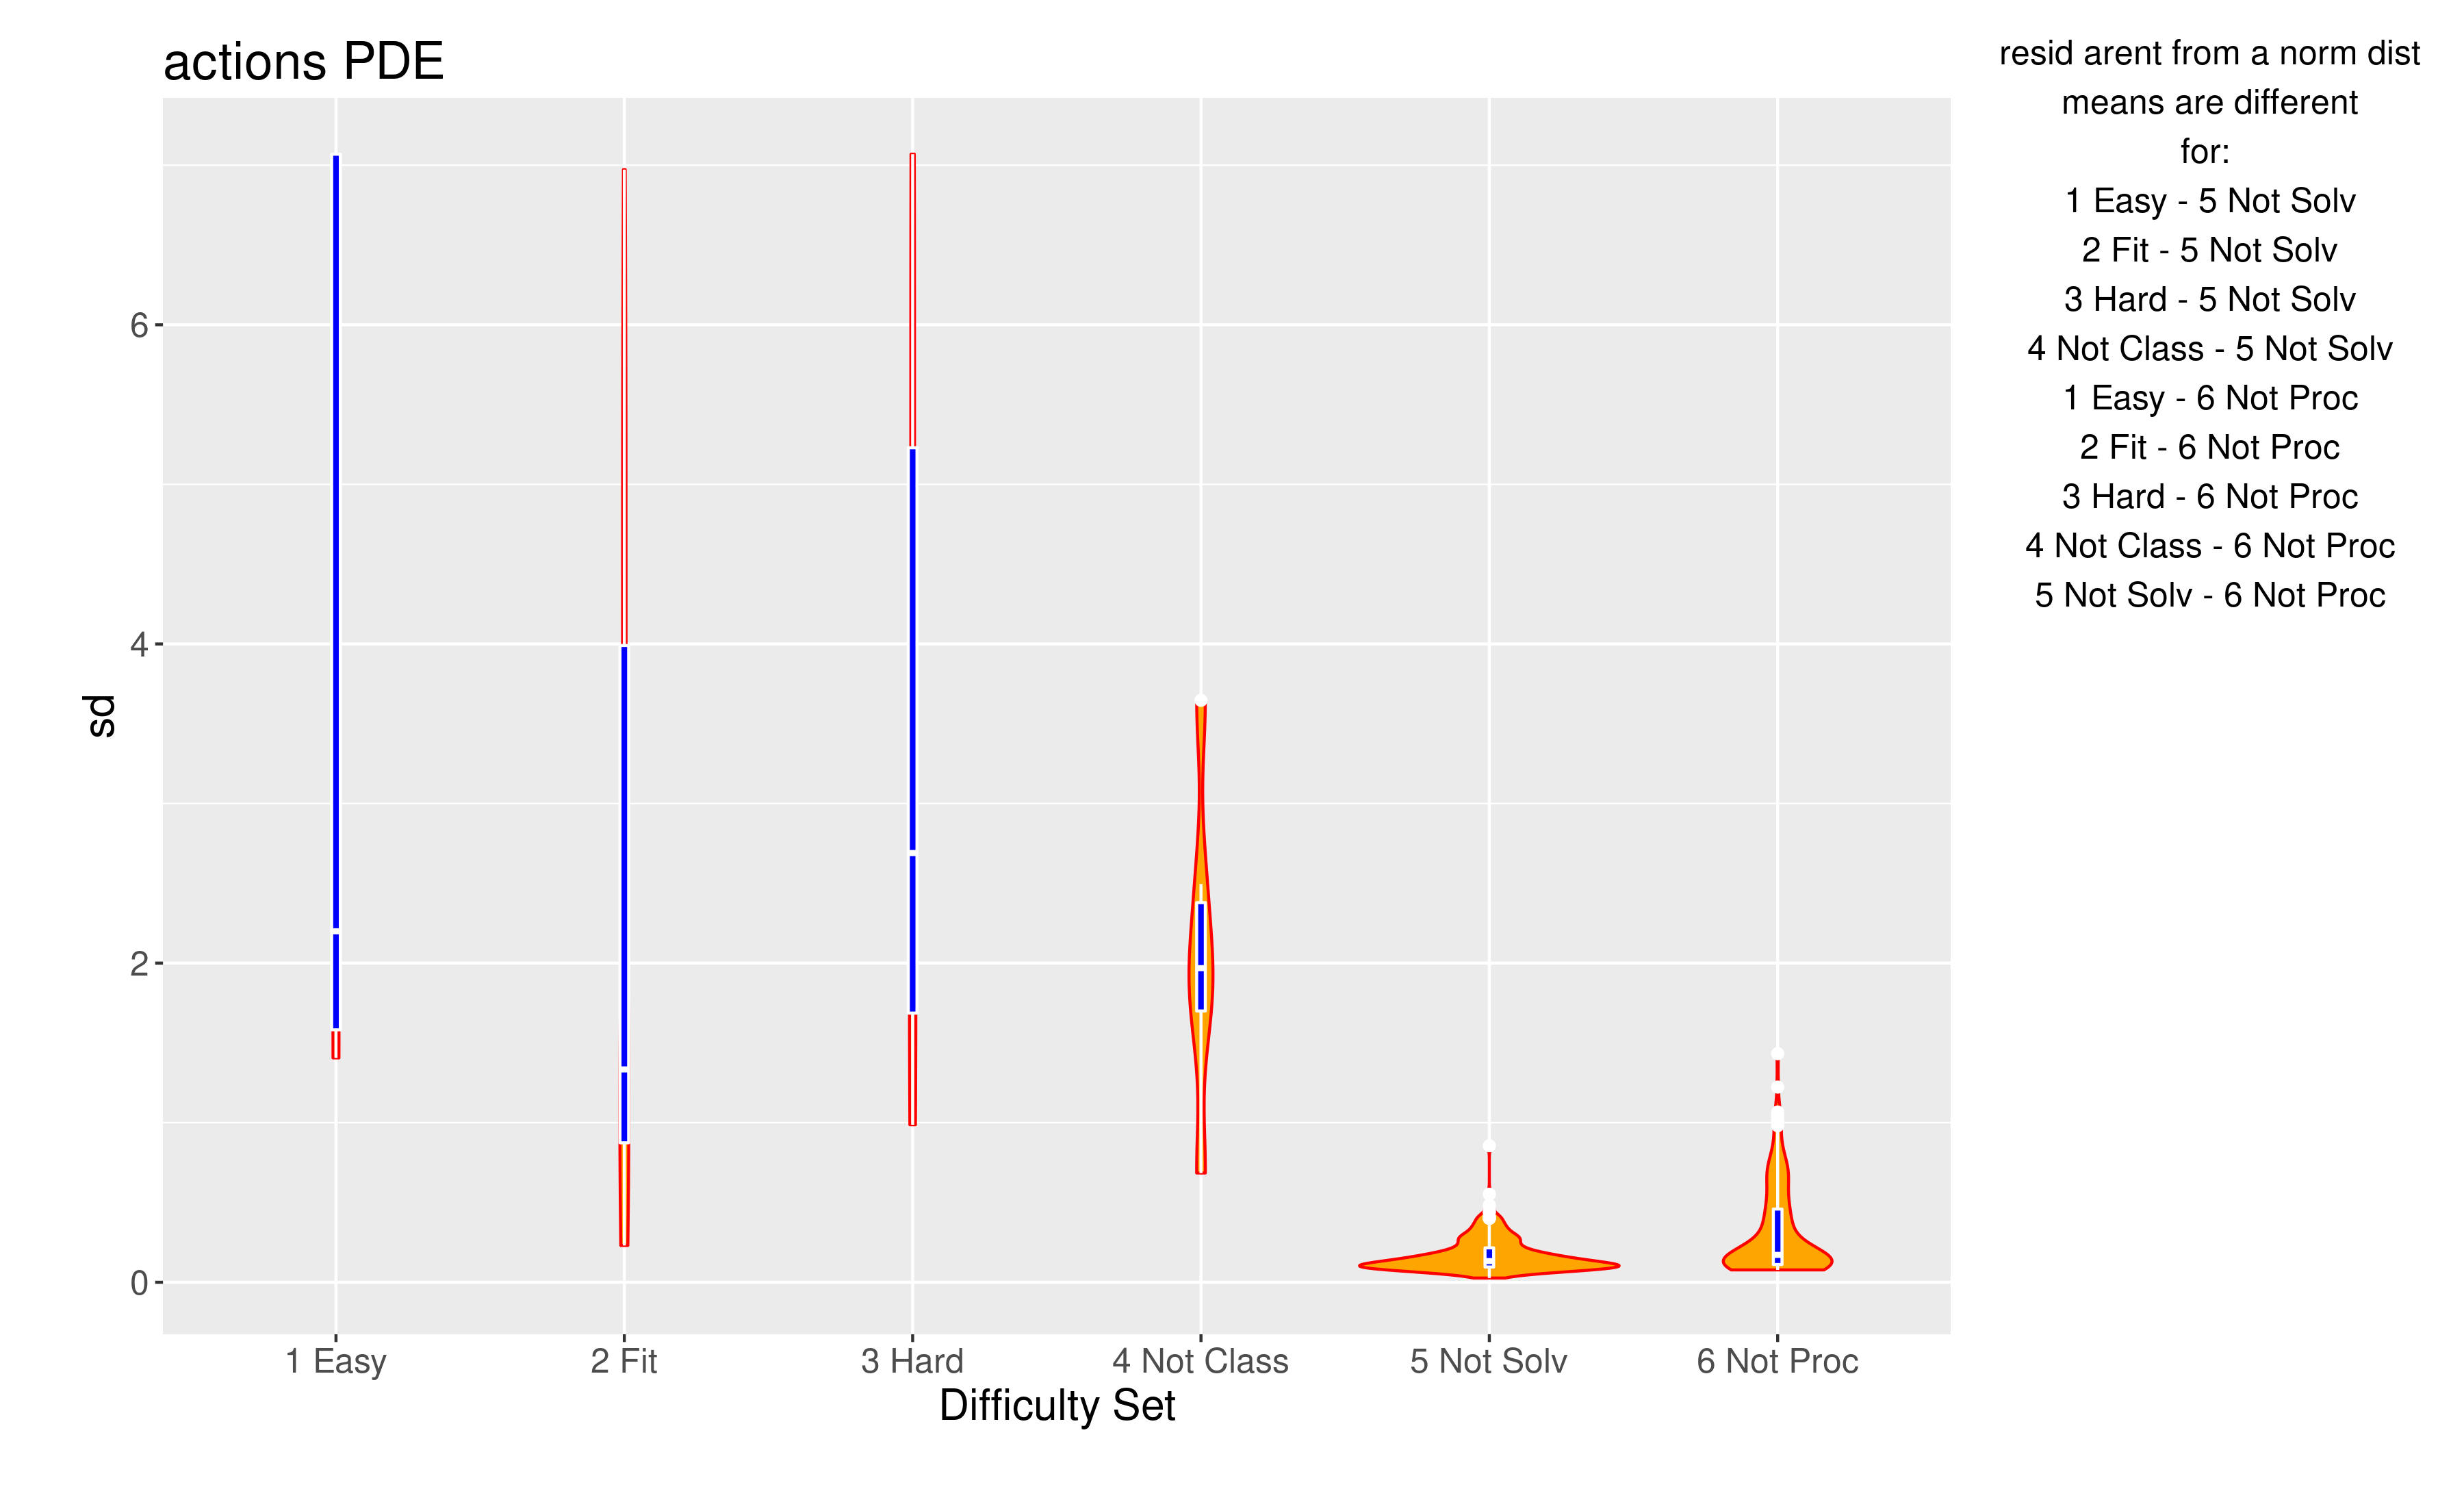 actions PDE
resid arent from a norm dist
means are different
for:
1 Easy - 5 Not Solv
2 Fit - 5 Not Solv
3 Hard - 5 Not Solv
4 Not Class - 5 Not Solv
1 Easy - 6 Not Proc
2 Fit - 6 Not Proc
3 Hard - 6 Not Proc
4 Not Class - 6 Not Proc
5 Not Solv - 6 Not Proc
sd
6
4
2
0
1 Easy
2 Fit
3 Hard
4 Not Class
5 Not Solv
6 Not Proc
Difficulty Set